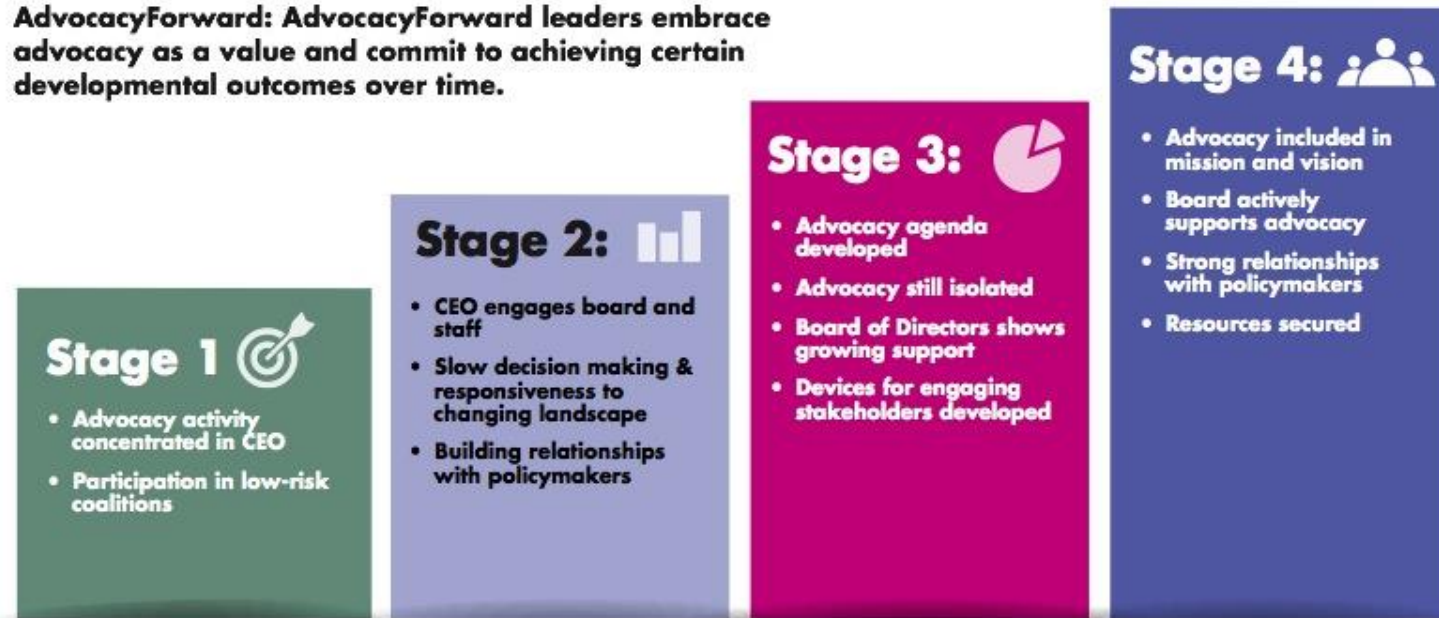 AdvocacyForward: AdvocacyForward leaders embrace
advocacy as a value and commit to achieving certain
developmental outcomes over time.
Stage 1
• Advocacy activity
concentrated in CEO
• Participation in low-risk
coalitions
Stage 2:
• CEO engages board and
staff
• Slow decision making &
responsiveness to
changing landscape
• Building relationships
with policymakers
Stage 3:
• Advocacy agenda
developed
• Advocacy still isolated
• Board of Directors shows
growing support
• Devices for engaging
stakeholders developed
Stage 4:
• Advocacy included in
mission and vision
• Board actively
supports advocacy
• Strong relationships
with policymakers
• Resources secured